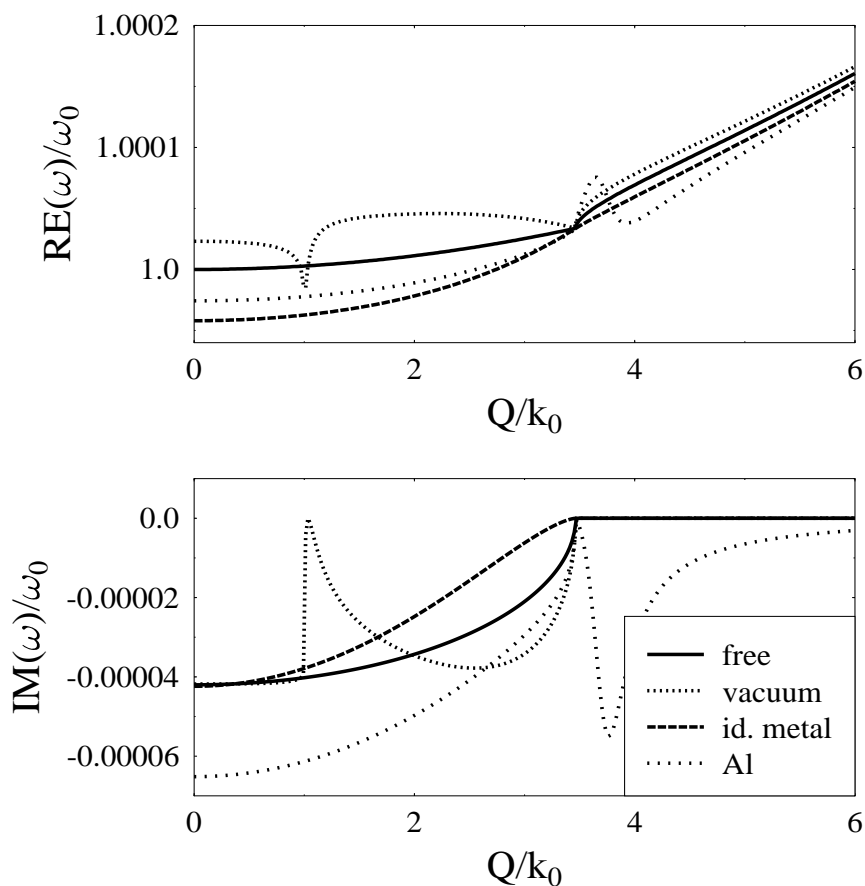 1.0002
1.0001
1.0
RE(ω)/ω₀
0 2 4 6
Q/k₀
0.0
-0.00002
-0.00004
-0.00006
IM(ω)/ω₀
free
vacuum
id. metal
Al
0 2 4 6
Q/k₀